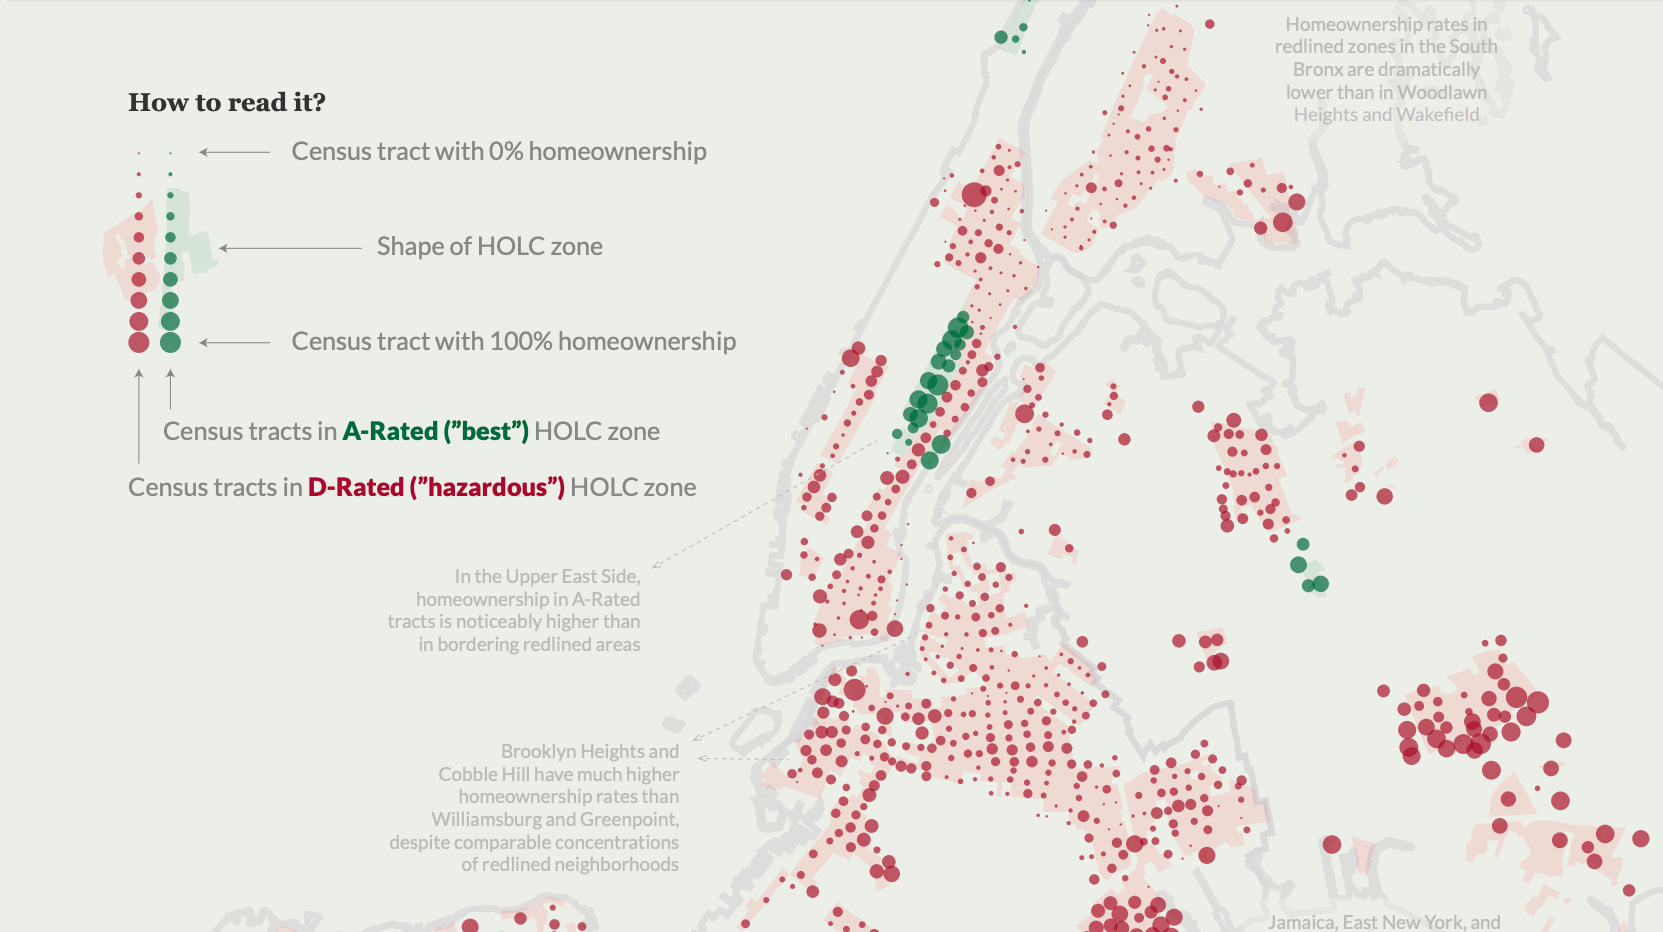 Homeownership rates in
redlined zones in the South
Bronx are dramatically
lower than in Woodlawn
Heights and Wakefield
How to read it?
Census tract with 0% homeownership
Shape of HOLC zone
Census tract with 100% homeownership
Census tracts in A-Rated (”best”) HOLC zone
Census tracts in D-Rated (”hazardous”) HOLC zone
In the Upper East Side,
homeownership in A-Rated
tracts is noticeably higher than
in bordering redlined areas
Brooklyn Heights and
Cobble Hill have much higher
homeownership rates than
Williamsburg and Greenpoint,
despite comparable concentrations
of redlined neighborhoods
Jamaica, East New York, and